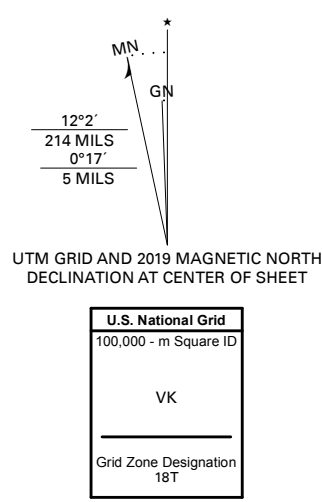 ★
MN
GN
12°2´
214 MILS
0°17´
5 MILS
UTM GRID AND 2019 MAGNETIC NORTH
DECLINATION AT CENTER OF SHEET
U.S. National Grid
100,000 - m Square ID
VK
Grid Zone Designation
18T